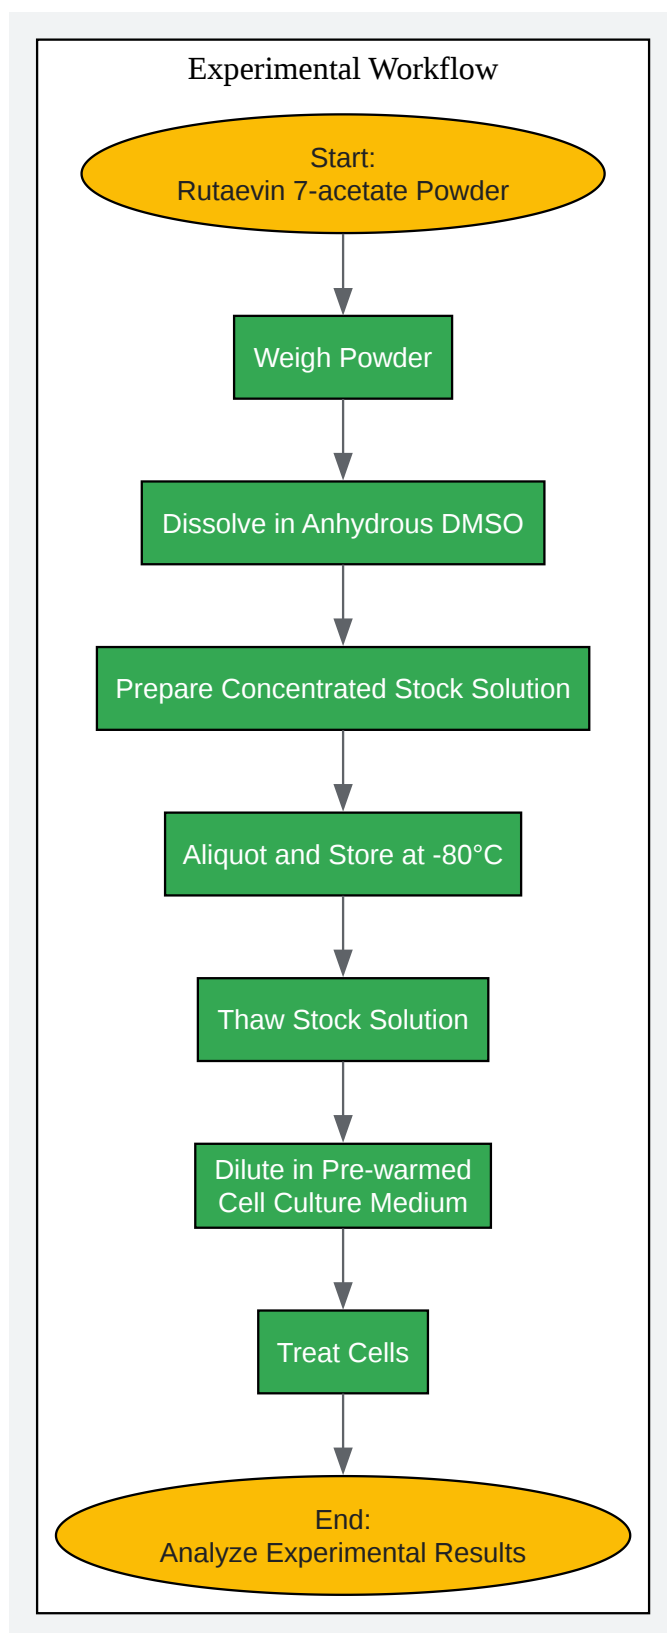 Experimental Workflow
Start:
Rutaevin 7-acetate Powder
Weigh Powder
Dissolve in Anhydrous DMSO
Prepare Concentrated Stock Solution
Aliquot and Store at -80°C
Thaw Stock Solution
Dilute in Pre-warmed
Cell Culture Medium
Treat Cells
End:
Analyze Experimental Results